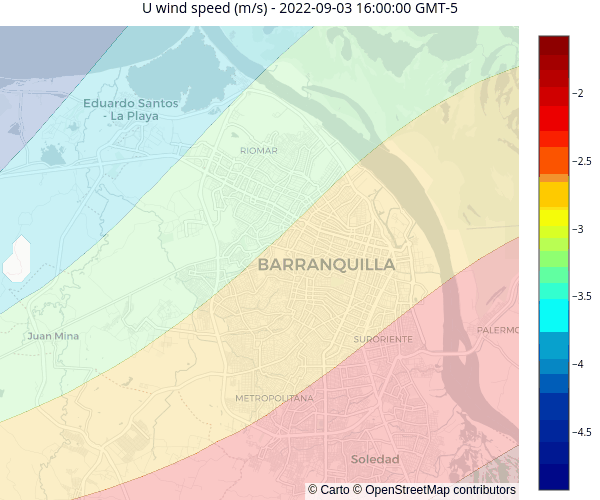 U wind speed (m/s) - 2022-09-03 16:00:00 GMT-5
Eduardo Santos
- La Playa
RIOMAR
BARRANQUILLA
Juan Mina
SURORIENTE
PALERMO
METROPOLITANA
Soledad
© Carto © OpenStreetMap contributors
−2
−2.5
−3
−3.5
−4
−4.5